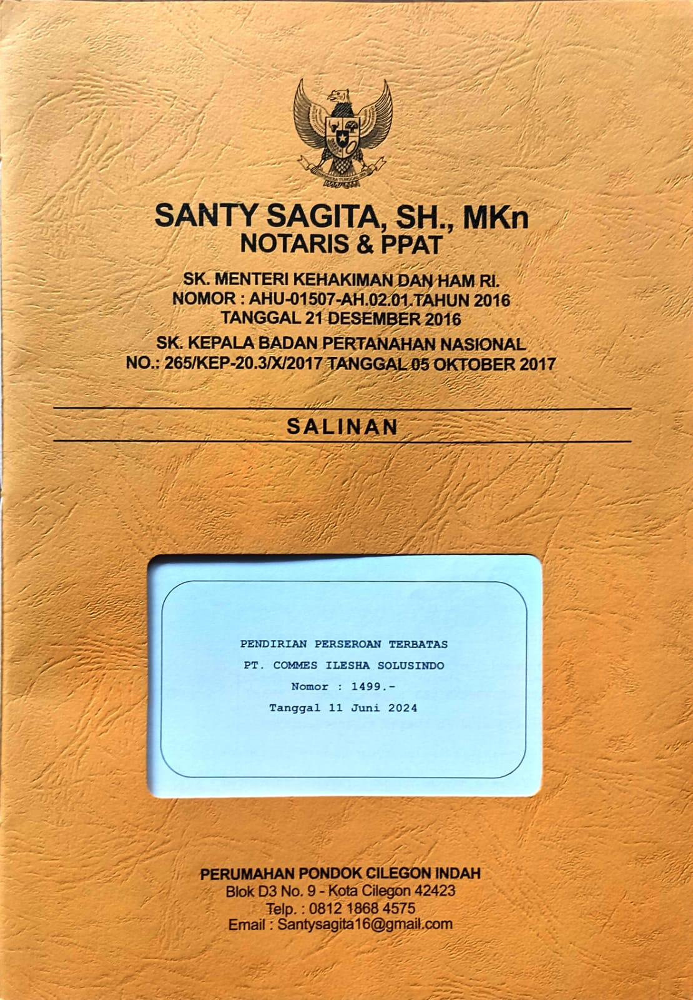 SANTY SAGITA, SH., MKn
NOTARIS & PPAT
SK. MENTERI KEHAKIMAN DAN HAM RI.
NOMOR : AHU-01507-AH.02.01.TAHUN 2016
TANGGAL 21 DESEMBER 2016
SK. KEPALA BADAN PERTANAHAN NASIONAL
NO.: 265/KEP-20.3/X/2017 TANGGAL 05 OKTOBER 2017
SALINAN
PENDIRIAN PERSEROAN TERBATAS
PT. COMMES ILESHA SOLUSINDO
Nomor : 1499.-
Tanggal 11 Juni 2024
PERUMAHAN PONDOK CILEGON INDAH
Blok D3 No. 9 - Kota Cilegon 42423
Telp. : 0812 1868 4575
Email : Santysagita16@gmail.com